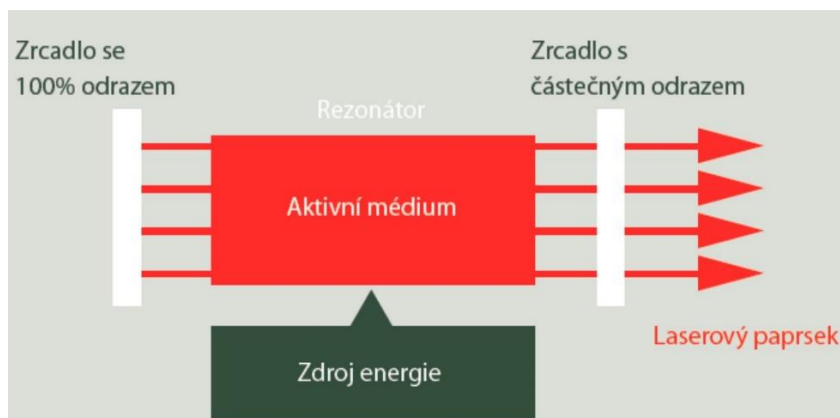 Zrcadlo se
100% odrazem
Zrcadlo s
částečným odrazem
Rezonátor
Aktivní médium
Laserový paprsek
Zdroj energie